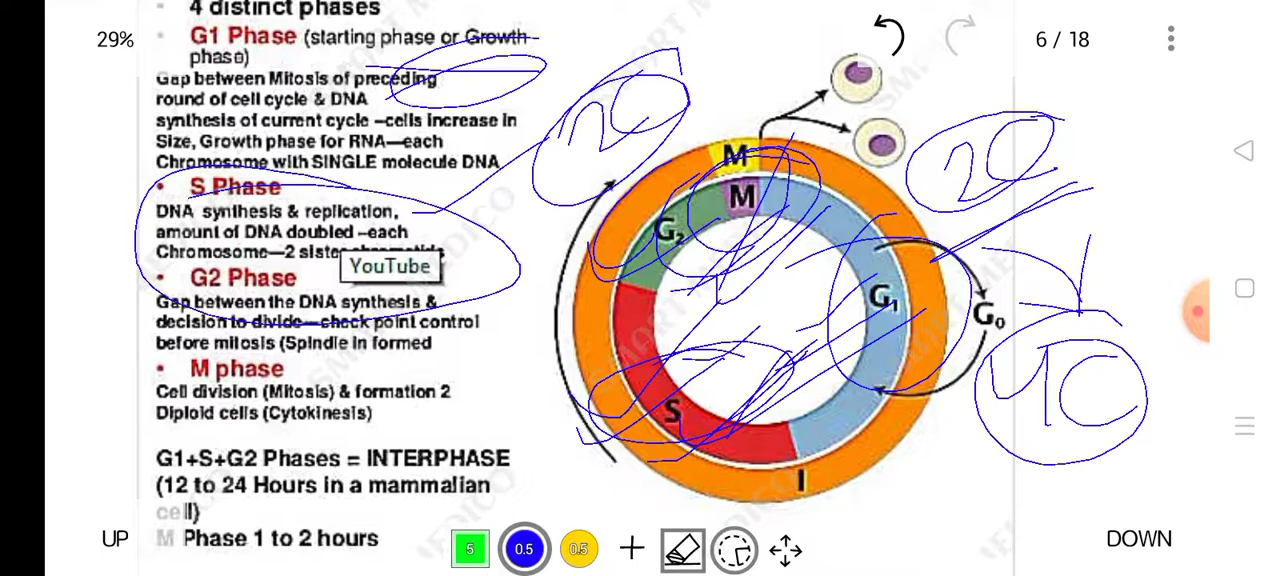 4 distinct phases
29%
6 / 18
G1 Phase (starting phase or Growth
phase)
Gap between Mitosis of preceding
round of cell cycle & DNA
synthesis of current cycle –cells increase in
Size, Growth phase for RNA—each
Chromosome with SINGLE molecule DNA
• S Phase
DNA synthesis & replication,
amount of DNA doubled –each
Chromosome—2 sister chromatids
YouTube
• G2 Phase
Gap between the DNA synthesis &
decision to divide—check point control
before mitosis (Spindle in formed
• M phase
Cell division (Mitosis) & formation 2
Diploid cells (Cytokinesis)
G1+S+G2 Phases = INTERPHASE
(12 to 24 Hours in a mammalian
cell)
M Phase 1 to 2 hours
M
M
G2
G1
G0
S
I
2C
4C
UP
5
0.5
0.5
DOWN